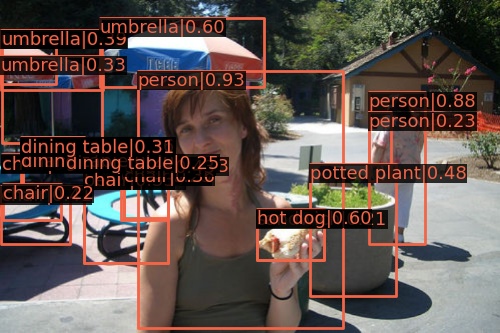 umbrella|0.60
umbrella|0.59
umbrella|0.33
person|0.93
person|0.88
person|0.23
dining table|0.31
dining table|0.25
potted plant|0.48
chair|0.22
hot dog|0.60